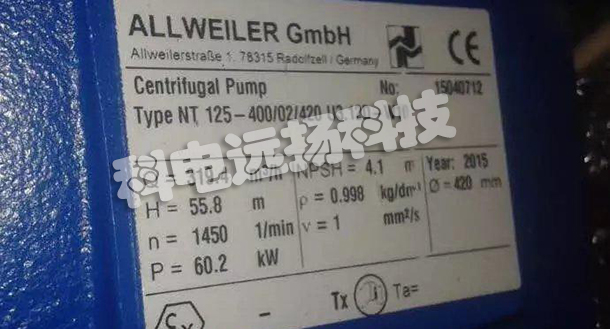 ALLWEILER GmbH
Allweilerstraße 1, 78315 Radolfzell / Germany
CE
Centrifugal Pump No: 15040712
Type NT 125-400/02/420
科电远扬科技
NPSH = 4.1 m Year: 2015
H = 55.8 m ρ = 0.998 kg/dm³ Ø = 420 mm
n = 1450 1/min ν = 1 mm²/s
P = 60.2 kW
Ex - Tx Ta=